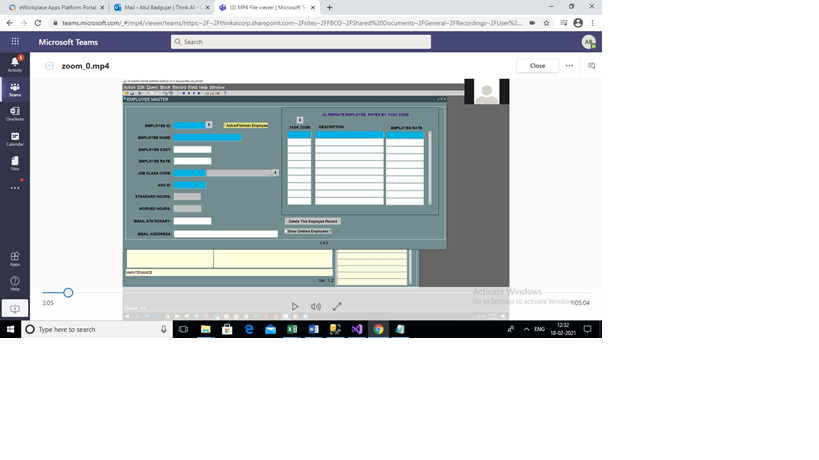 eWorkplace Apps Platform Portal
Mail - Atul Badgujar | Think AI -
(3) MP4 File viewer | Microsoft Te
teams.microsoft.com/_#/mp4/viewer/teams/https:~2F~2Fthinkaicorp.sharepoint.com~2Fsites~2FFBCO~2FShared%20Documents~2FGeneral~2FRecordings~2FUser%2...
Microsoft Teams
Search
AB
Activity
Teams
OneNote
Calendar
Files
Apps
Help
zoom_0.mp4
Close
Action Edit Query Block Record Field Help Window
EMPLOYEE MASTER
EMPLOYEE ID:
* Active/Fishman Employee
EMPLOYEE NAME:
EMPLOYEE COST:
EMPLOYEE RATE:
JOB CLASS CODE:
ABS ID:
STANDARD HOURS:
WORKED HOURS:
EMAIL STATIONARY:
EMAIL ADDRESS:
ALTERNATE EMPLOYEE RATES BY TASK CODE
TASK CODE
DESCRIPTION
EMPLOYEE RATE
Delete This Employee Record
Show Deleted Employees ?
MAINTENANCE
Ver : 1.2
3:05
1:05:04
Activate Windows
Go to Settings to activate Windows.
Type here to search
ENG
12:32
18-02-2021